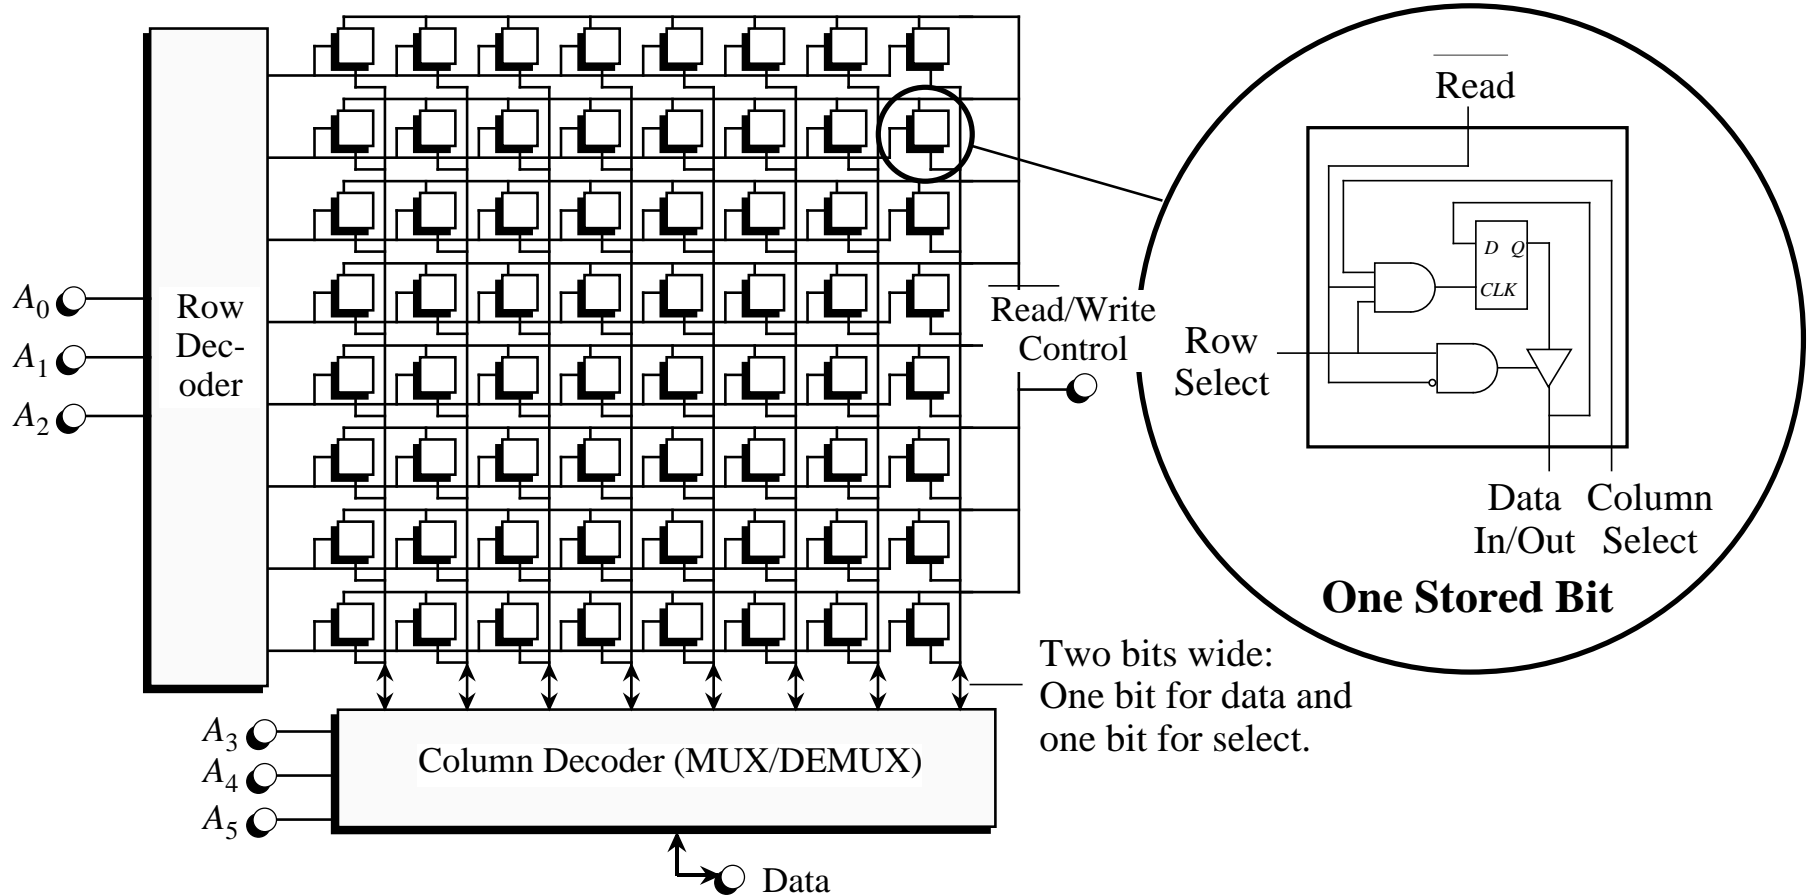 A0
A1
A2
Row
Dec-
oder
Read/Write
Control
A3
A4
A5
Column Decoder (MUX/DEMUX)
Data
Two bits wide:
One bit for data and
one bit for select.
Read
Row
Select
D Q
CLK
Data Column
In/Out Select
One Stored Bit